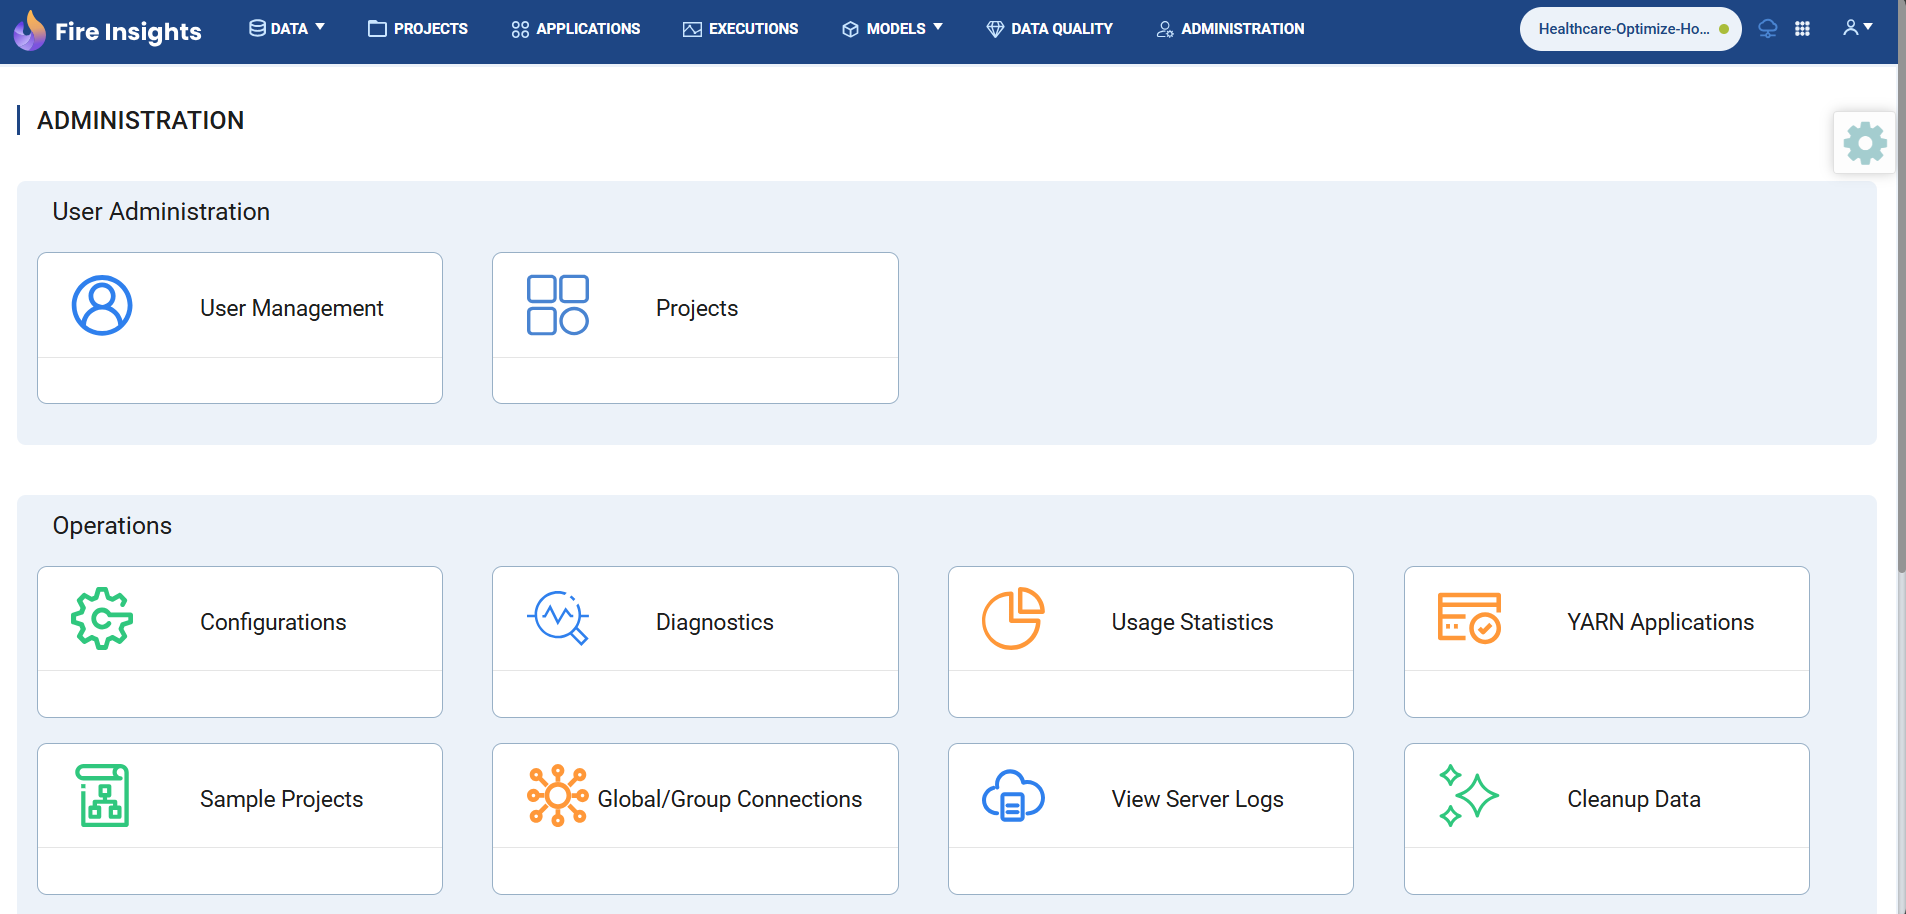 Fire Insights
DATA
PROJECTS
APPLICATIONS
EXECUTIONS
MODELS
DATA QUALITY
ADMINISTRATION
Healthcare-Optimize-Ho...
ADMINISTRATION
User Administration
User Management
Projects
Operations
Configurations
Diagnostics
Usage Statistics
YARN Applications
Sample Projects
Global/Group Connections
View Server Logs
Cleanup Data